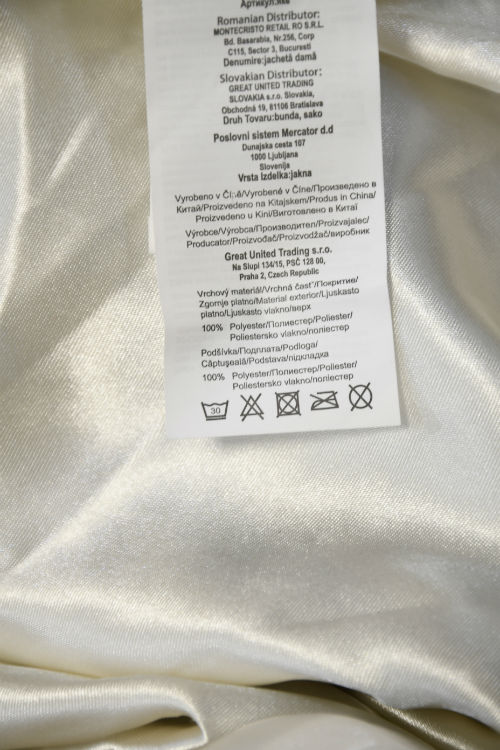 Артикул:яке
Romanian Distributor:
MONTECRISTO RETAIL RO S.R.L.
Bd. Basarabia, Nr.256, Corp
C115, Sector 3, Bucuresti
Denumire:jachetă damă
Slovakian Distributor:
GREAT UNITED TRADING
SLOVAKIA s.r.o. Slovakia,
Obchodná 19, 81106 Bratislava
Druh Tovaru:bunda, sako
Poslovni sistem Mercator d.d
Dunajska cesta 107
1000 Ljubljana
Slovenija
Vrsta Izdelka:jakna
Vyrobeno v /Vyrobené v Číne/Произведено в
Китай/Proizvedeno na Kitajskem/Produs in China/
Proizvedeno u Kini/Виготовлено в Китаї
Výrobce/Výrobca/Производител/Proizvajalec/
Producator/Proizvođač/Proizvodžač/виробник
Great United Trading s.r.o.
Na Slupi 134/15, PSČ 128 00,
Praha 2, Czech Republic
Vrchový materiál/Vrchná časť/Покритие/
Zgornje platno/Material exterior/Ljuskasto
platno/Ljuskasto vlakno/верх
100% Polyester/Полиестер/Poliester/
Poliestersko vlakno/поліестер
Podšívka/Подплата/Podloga/
Căptuşeală/Podstava/підкладка
100% Polyester/Полиестер/Poliester/
Poliestersko vlakno/поліестер
30